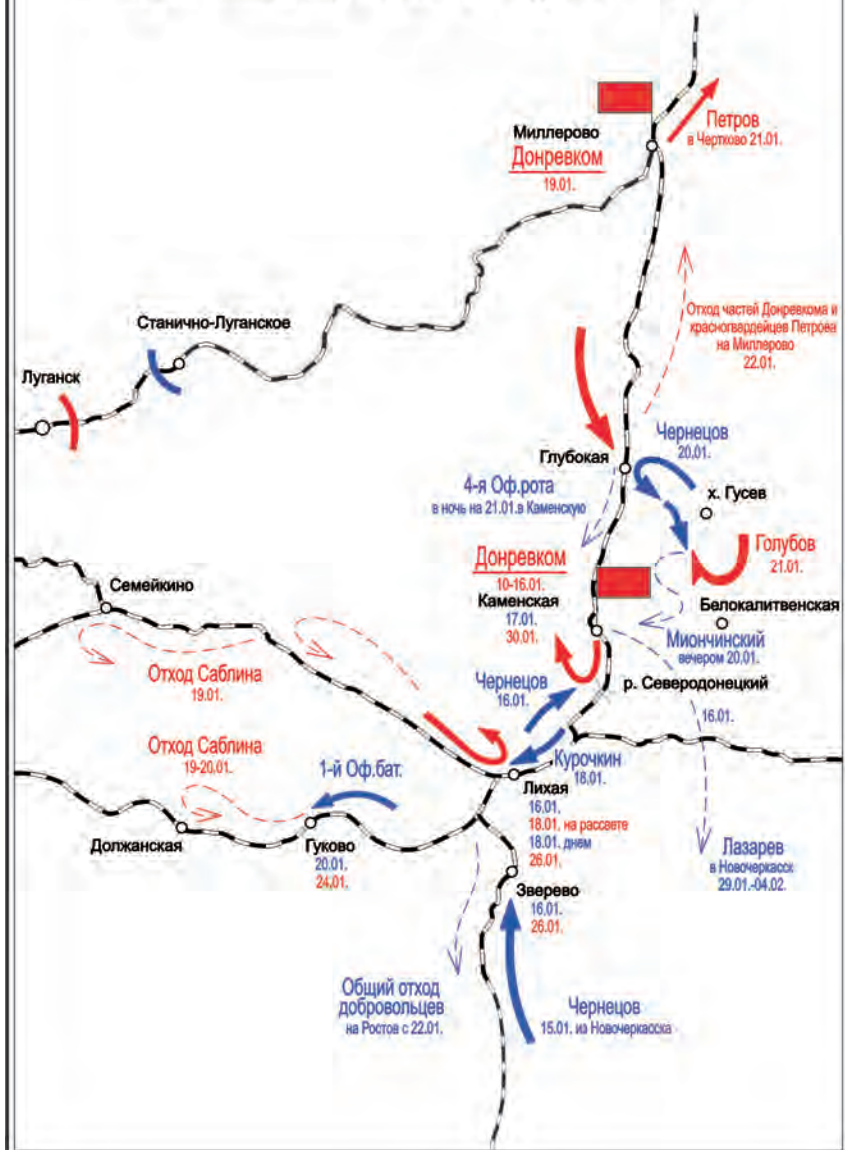 Миллерово
Донревком
19.01.
Петров
в Чертково 21.01.
Станично-Луганское
Луганск
Отход частей Донревкома и
красногвардейцев Петрова
на Миллерово
22.01.
Глубокая
Чернецов
20.01.
4-я Оф.рота
в ночь на 21.01.в Каменскую
х. Гусев
Голубов
21.01.
Донревком
10-16.01.
Каменская
17.01.
30.01.
Белокалитвенская
Миончинский
вечером 20.01.
Семейкино
Отход Саблина
19.01.
Чернецов
16.01.
р. Северодонецкий
16.01.
Отход Саблина
19-20.01.
1-й Оф.бат.
Курочкин
18.01.
Лихая
16.01.
18.01. на рассвете
18.01. днем
26.01.
Должанская
Гуково
20.01.
24.01.
Лазарев
в Новочеркасск
29.01.-04.02.
Зверево
16.01.
26.01.
Общий отход
добровольцев
на Ростов с 22.01.
Чернецов
15.01. из Новочеркасска